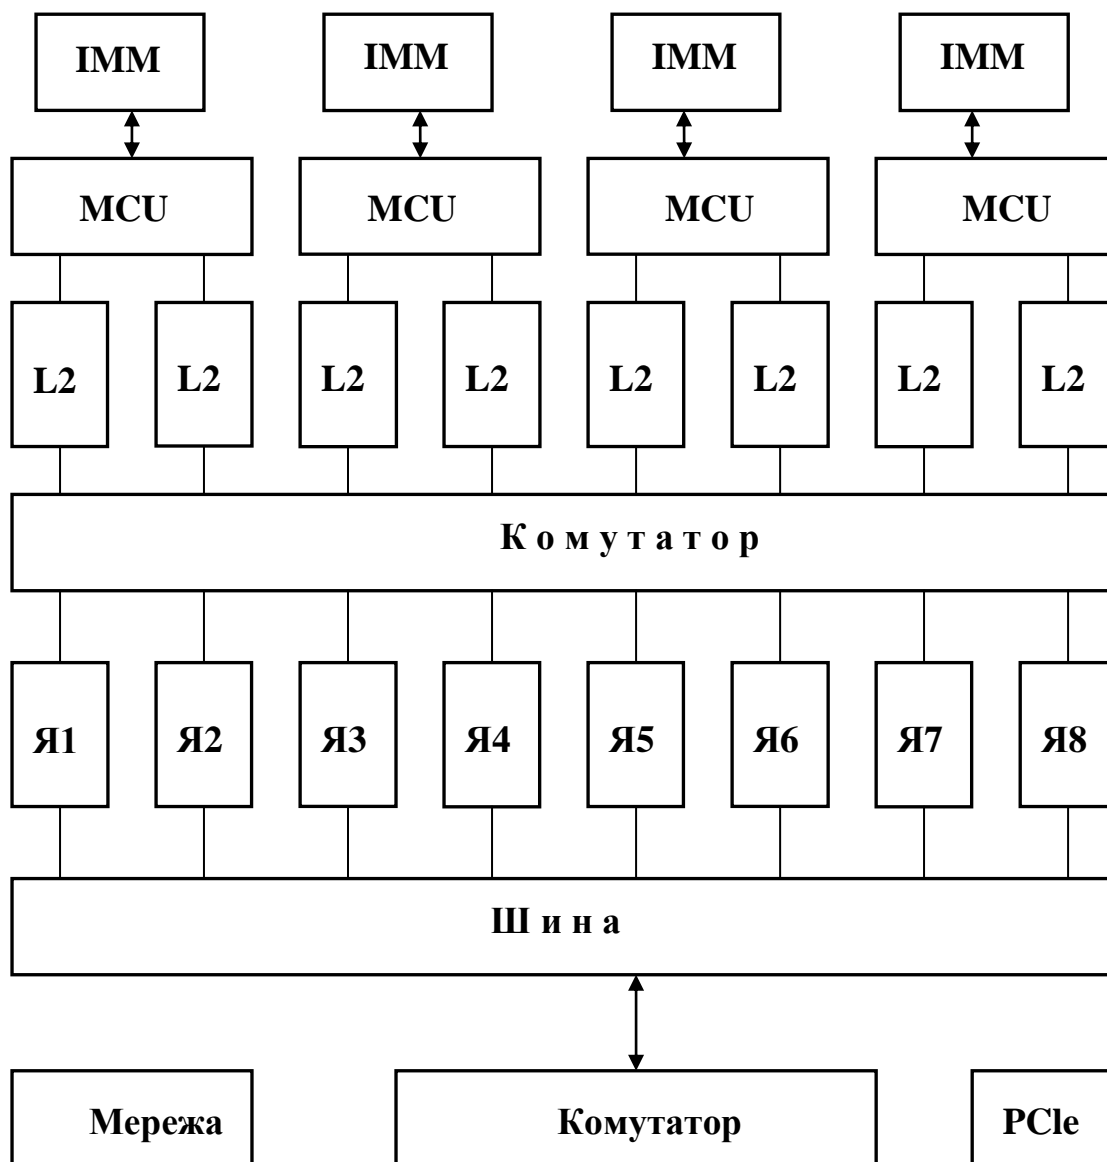 IMM IMM IMM IMM
MCU MCU MCU MCU
L2 L2 L2 L2 L2 L2 L2 L2
К о м у т а т о р
Я1 Я2 Я3 Я4 Я5 Я6 Я7 Я8
Ш и н а
Мережа Комутатор PCle